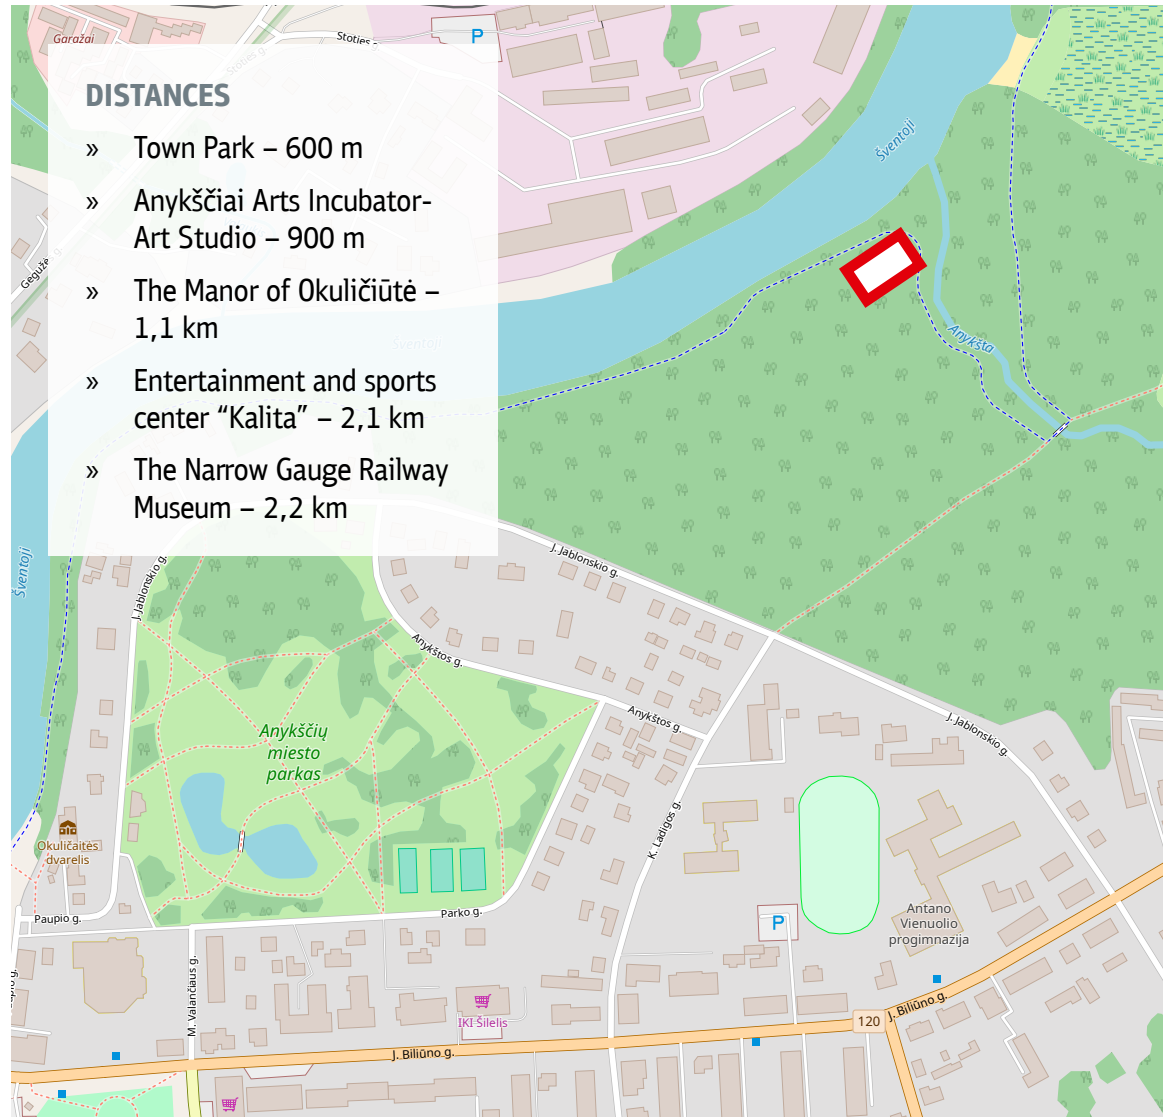 Garažai
Stoties g.
Stoties g.
P
DISTANCES
» Town Park – 600 m
» Anykščiai Arts Incubator-
Art Studio – 900 m
» The Manor of Okuličiūtė –
1,1 km
» Entertainment and sports
center “Kalita” – 2,1 km
» The Narrow Gauge Railway
Museum – 2,2 km
Šventoji
Šventoji
Šventoji
Anykšta
J. Jablonskio g.
J. Jablonskio g.
J. Jablonskio g.
Anykštos g.
Anykštos g.
Anykščių
miesto
parkas
K. Ladigos g.
Okuličaitės
dvarelis
Paupio g.
Parko g.
P
Antano
Vienuolio
progimnazija
M. Valančiaus g.
IKI Šilelis
120
J. Biliūno g.
J. Biliūno g.